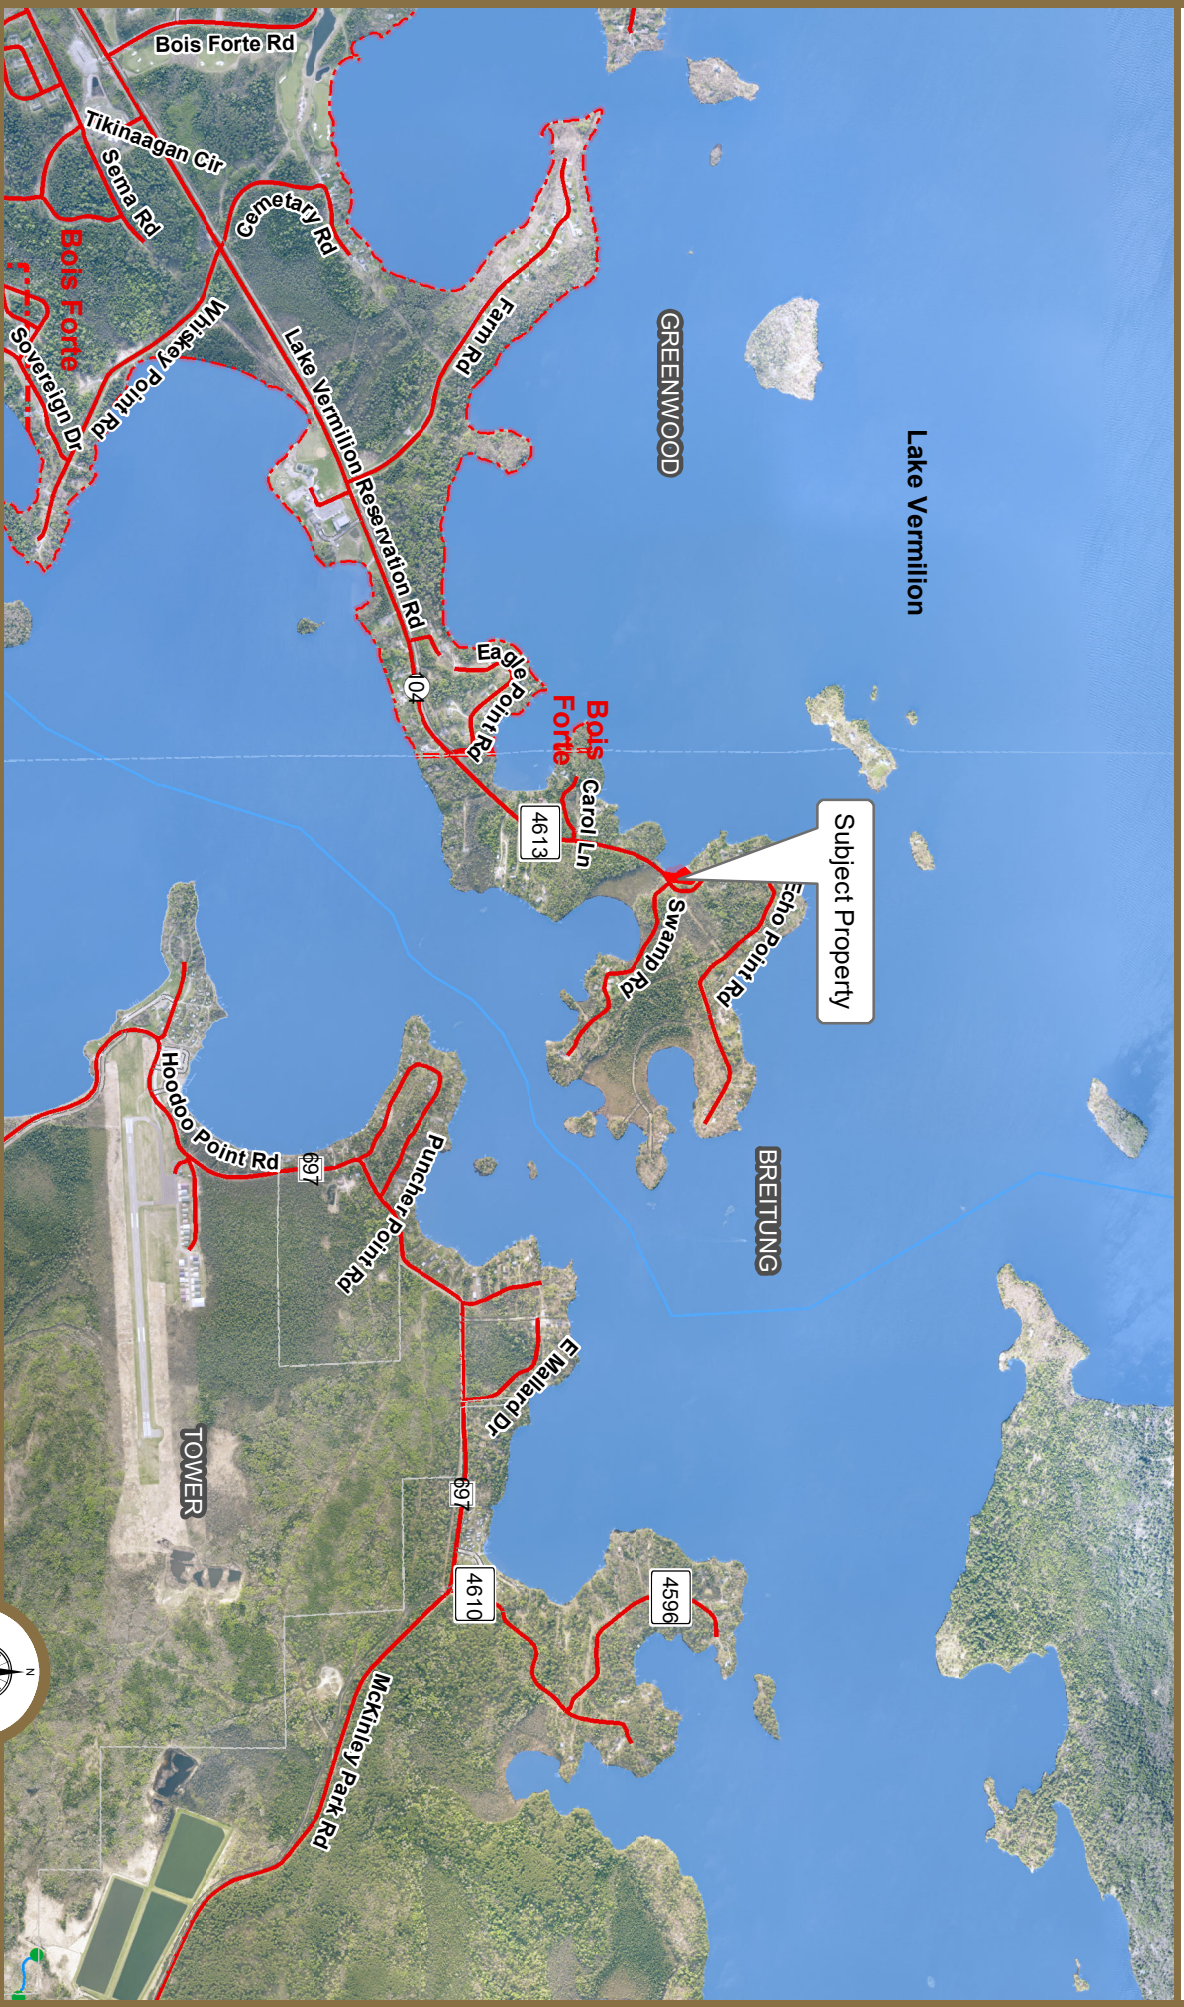 Lake Vermilion
GREENWOOD
Subject Property
BREITUNG
Bois Forte Rd
Tikinaagan Cir
Sema Rd
Cemetary Rd
Farm Rd
Bois Forte
Whiskey Point Rd
Sovereign Dr
Lake Vermilion Reservation Rd
Eagle Point Rd
104
Bois
Forte
Carol Ln
4613
Swamp Rd
Echo Point Rd
Hoodoo Point Rd
697
Puncher Point Rd
E Mallard Dr
TOWER
697
4610
4596
McKinley Park Rd
N